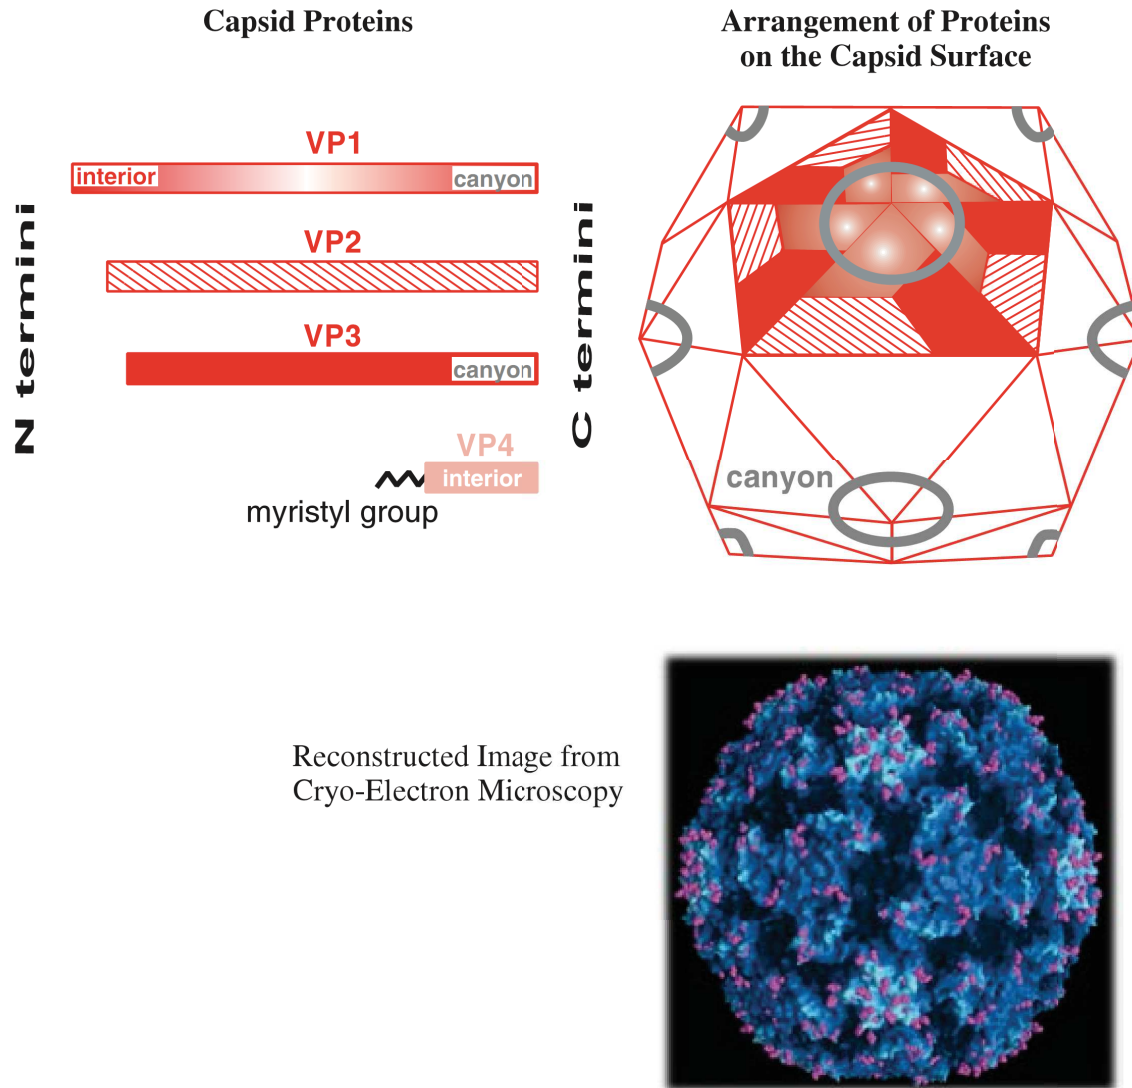 Capsid Proteins
Arrangement of Proteins
on the Capsid Surface
N termini
VP1
interior
canyon
VP2
VP3
canyon
VP4
interior
myristyl group
C termini
canyon
Reconstructed Image from
Cryo-Electron Microscopy